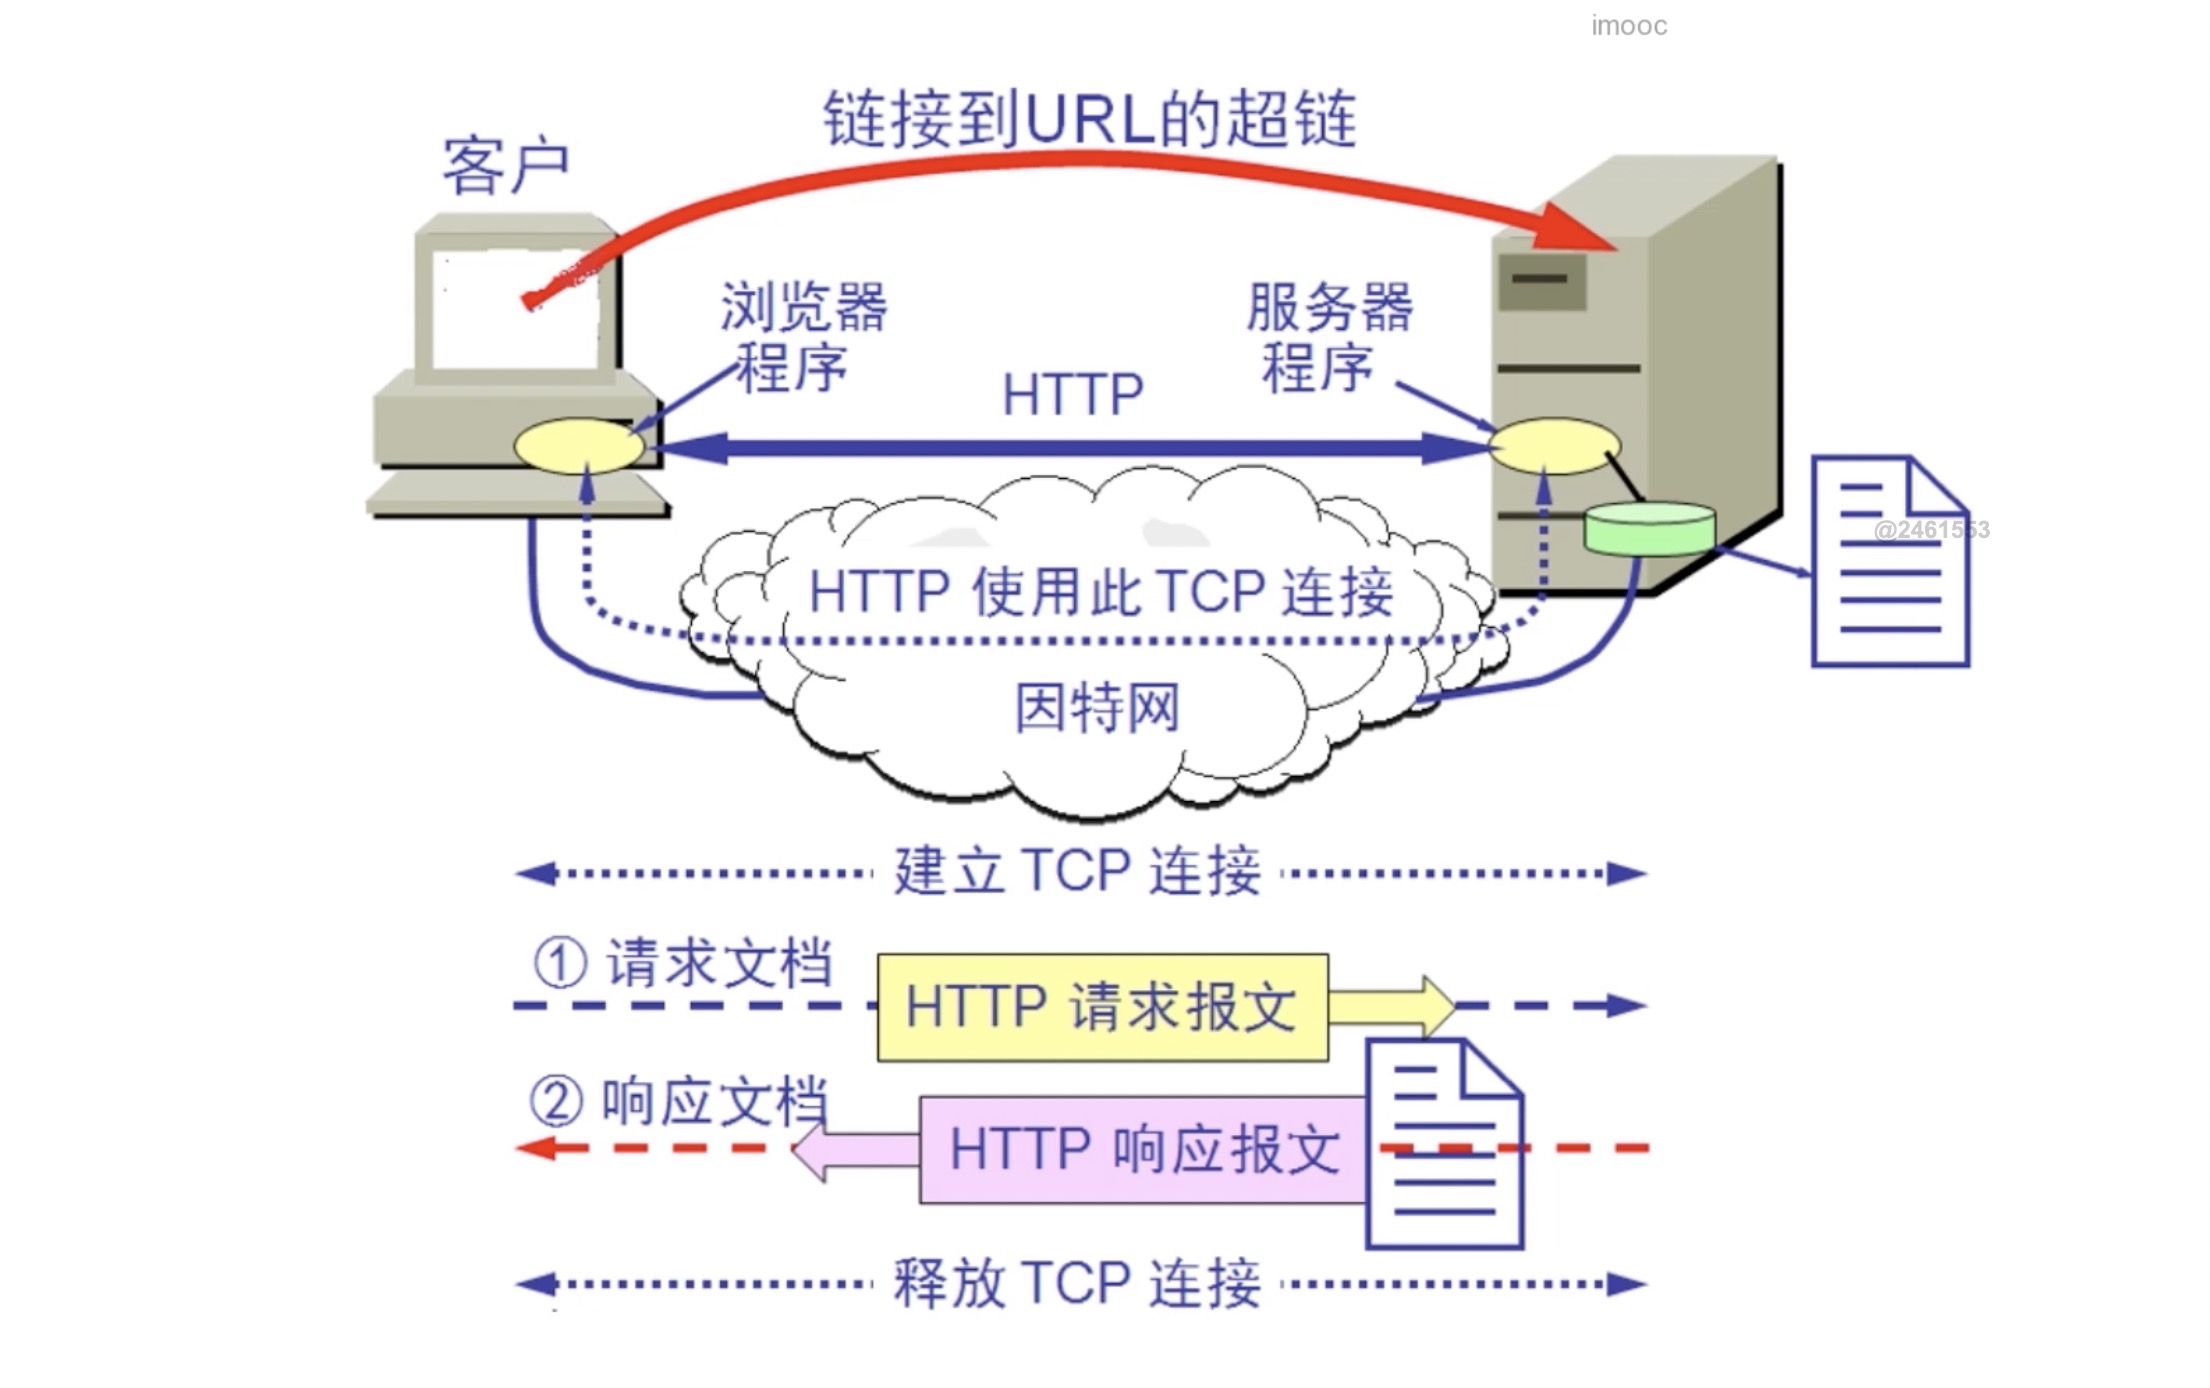 imooc
链接到URL的超链
客户
浏览器
程序
服务器
程序
HTTP
@2461553
HTTP 使用此 TCP 连接
因特网
建立 TCP 连接
① 请求文档
HTTP 请求报文
② 响应文档
HTTP 响应报文
释放 TCP 连接